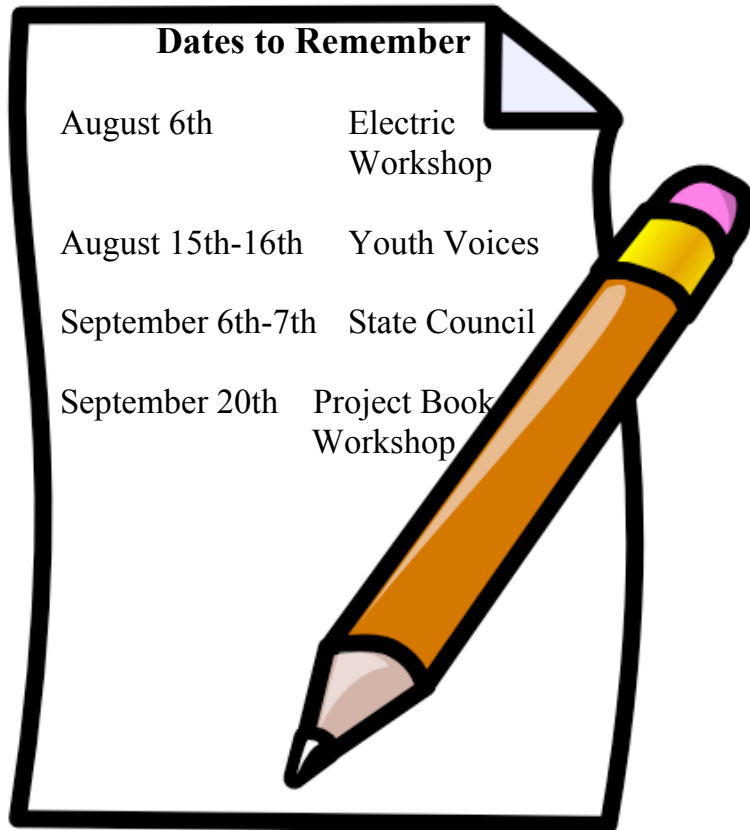 Dates to Remember
August 6th Electric
Workshop
August 15th-16th Youth Voices
September 6th-7th State Council
September 20th Project Book
Workshop